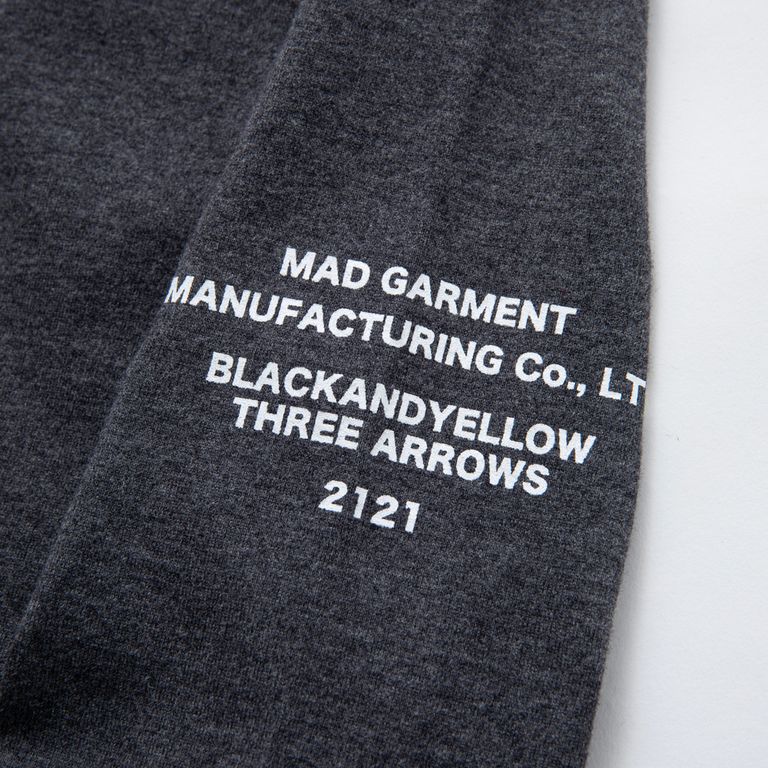 MAD GARMENT
MANUFACTURING Co., LT
BLACKANDYELLOW
THREE ARROWS
2121